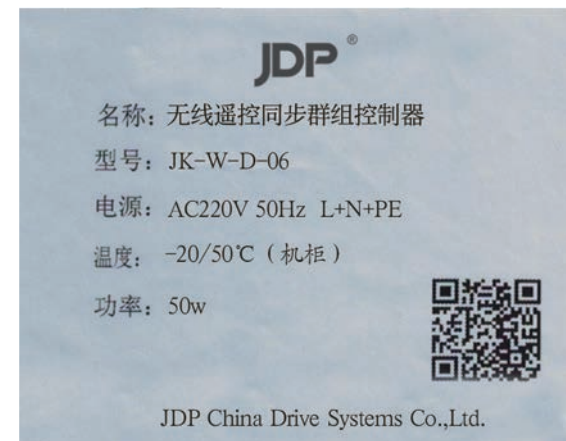 JDP®
名称：无线遥控同步群组控制器
型号：JK-W-D-06
电源：AC220V 50Hz L+N+PE
温度：-20/50℃（机柜）
功率：50w
JDP China Drive Systems Co.,Ltd.